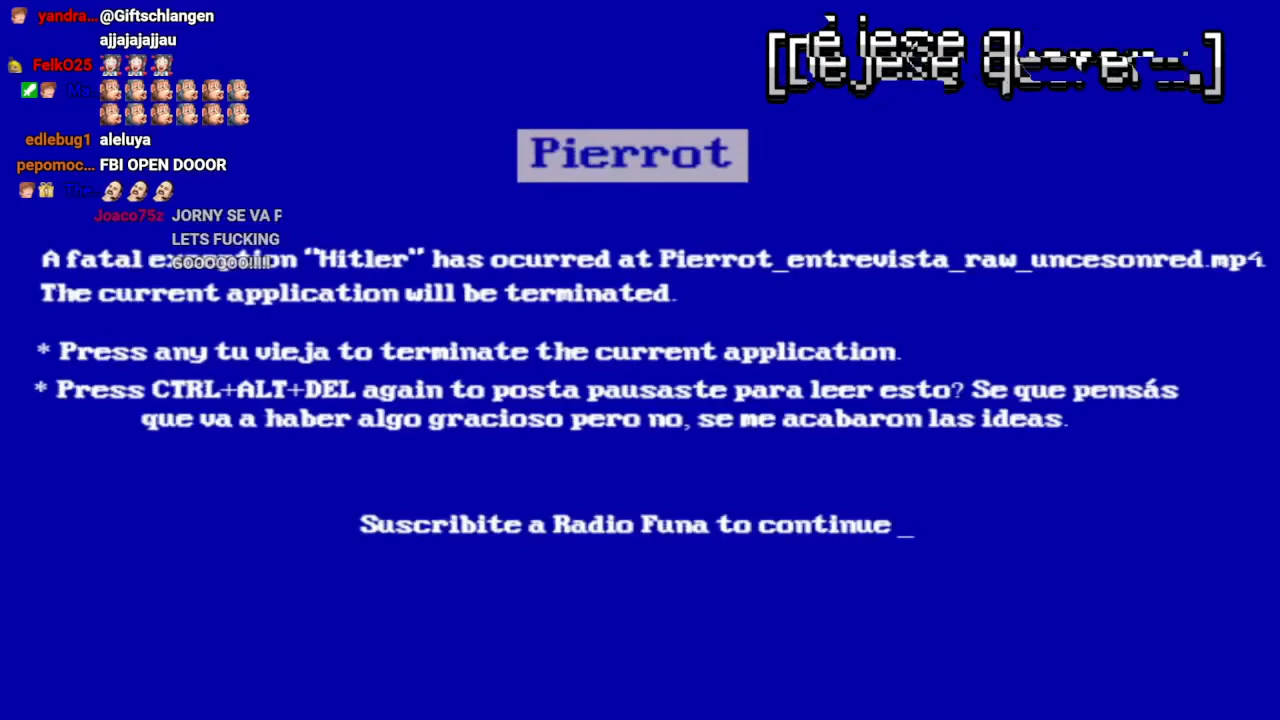 yandra... @Giftschlangen
ajjajajajjau
FelkO25
Ma...
edlebug1 aleluya
pepomoc... FBI OPEN DOOOR
Joaco75z JORNY SE VA P
LETS FUCKING
GOOOQOO!!!!!
[Déjese
Pierrot
A fatal "Hitler" has ocurred at Pierrot_entrevista_raw_uncesonred.mp4
The current application will be terminated.
* Press any tu vieja to terminate the current application.
* Press CTRL+ALT+DEL again to posta pausaste para leer esto? Se que pensás
que va a haber algo gracioso pero no, se me acabaron las ideas.
Suscribite a Radio Funa to continue _